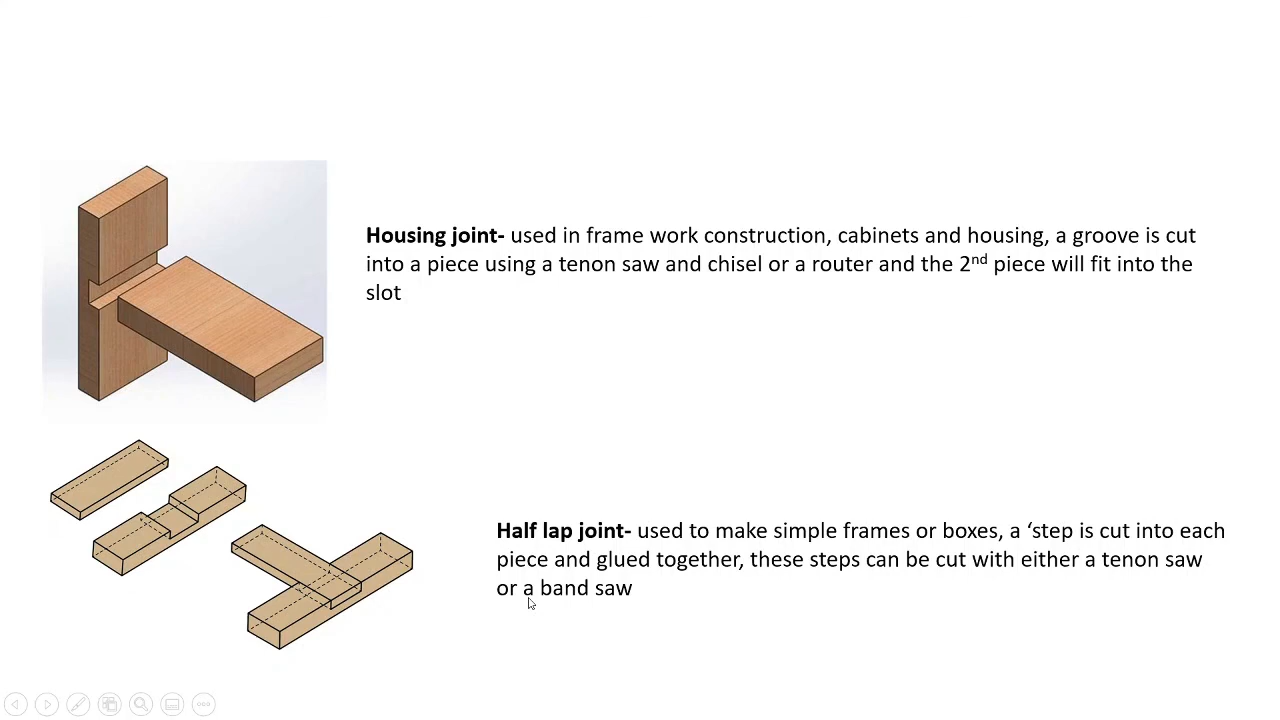 Housing joint- used in frame work construction, cabinets and housing, a groove is cut
into a piece using a tenon saw and chisel or a router and the 2nd piece will fit into the
slot
Half lap joint- used to make simple frames or boxes, a ‘step is cut into each
piece and glued together, these steps can be cut with either a tenon saw
or a band saw